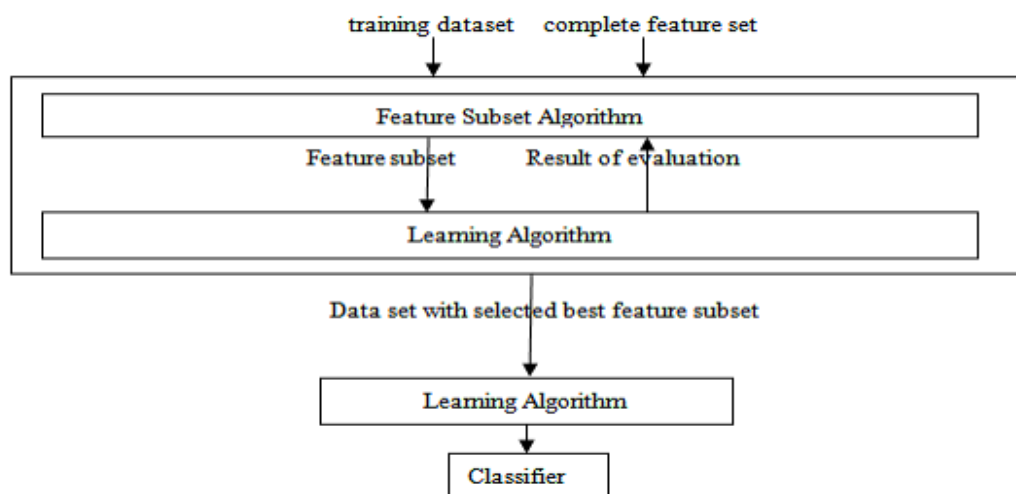 training dataset complete feature set
Feature Subset Algorithm
Feature subset Result of evaluation
Learning Algorithm
Data set with selected best feature subset
Learning Algorithm
Classifier